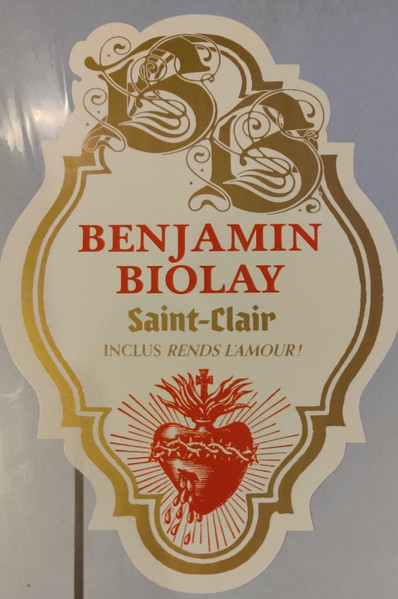 BB
BENJAMIN
BIOLAY
Saint-Clair
INCLUS RENDS L'AMOUR !